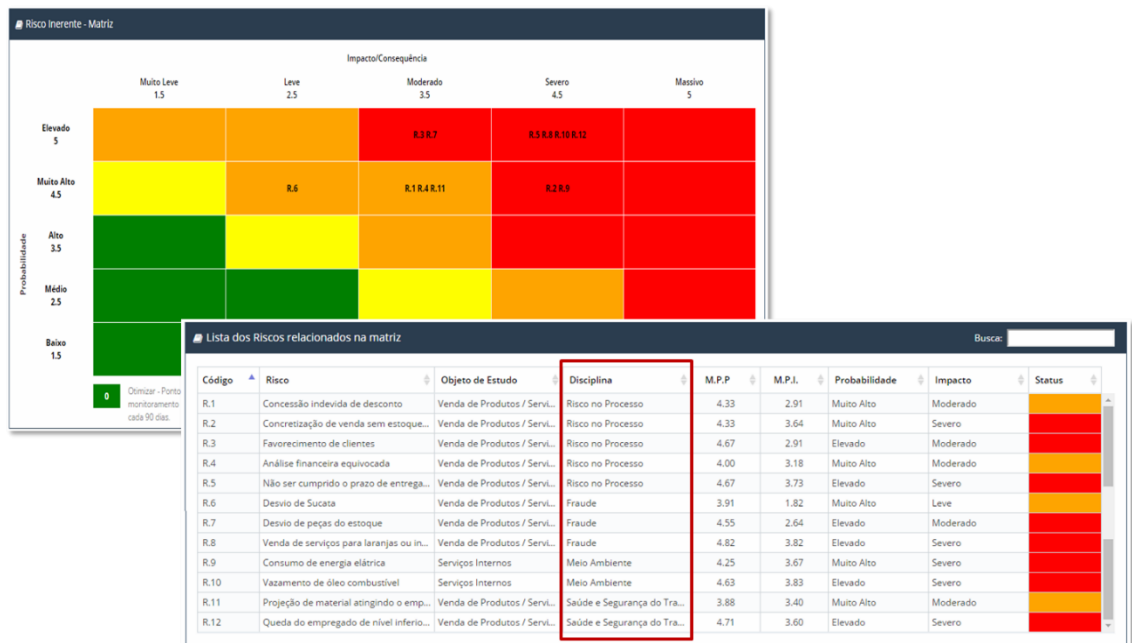 Risco Inerente - Matriz
Impacto/Consequência
Muito Leve Leve Moderado Severo Massivo
1.5 2.5 3.5 4.5 5
Probabilidade
Elevado
5
R.3 R.7 R.5 R.8 R.10 R.12
Muito Alto
4.5
R.6 R.1 R.4 R.11 R.2 R.9
Alto
3.5
Médio
2.5
Baixo
1.5
0 Otimizar - Ponto
monitoramento
cada 90 dias.
Lista dos Riscos relacionados na matriz Busca:
Código Risco Objeto de Estudo Disciplina M.P.P M.P.I. Probabilidade Impacto Status
R.1 Concessão indevida de desconto Venda de Produtos / Servi... Risco no Processo 4.33 2.91 Muito Alto Moderado
R.2 Concretização de venda sem estoque... Venda de Produtos / Servi... Risco no Processo 4.33 3.64 Muito Alto Severo
R.3 Favorecimento de clientes Venda de Produtos / Servi... Risco no Processo 4.67 2.91 Elevado Moderado
R.4 Análise financeira equivocada Venda de Produtos / Servi... Risco no Processo 4.00 3.18 Muito Alto Moderado
R.5 Não ser cumprido o prazo de entrega... Venda de Produtos / Servi... Risco no Processo 4.67 3.73 Elevado Severo
R.6 Desvio de Sucata Venda de Produtos / Servi... Fraude 3.91 1.82 Muito Alto Leve
R.7 Desvio de peças do estoque Venda de Produtos / Servi... Fraude 4.55 2.64 Elevado Moderado
R.8 Venda de serviços para laranjas ou in... Venda de Produtos / Servi... Fraude 4.82 3.82 Elevado Severo
R.9 Consumo de energia elátrica Serviços Internos Meio Ambiente 4.25 3.67 Muito Alto Severo
R.10 Vazamento de óleo combustível Serviços Internos Meio Ambiente 4.63 3.83 Elevado Severo
R.11 Projeção de material atingindo o emp... Venda de Produtos / Servi... Saúde e Segurança do Tra... 3.88 3.40 Muito Alto Moderado
R.12 Queda do empregado de nível inferio... Venda de Produtos / Servi... Saúde e Segurança do Tra... 4.71 3.60 Elevado Severo